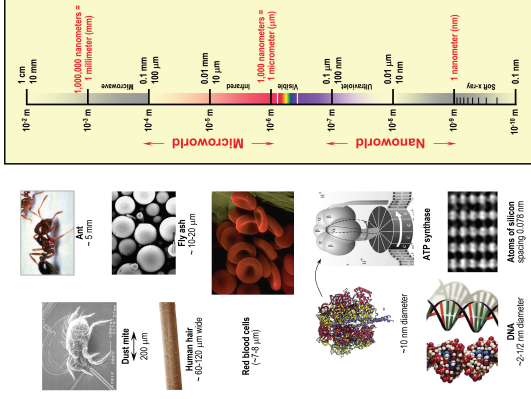 Ant
~ 5 mm
Dust mite
200 µm
Fly ash
~ 10-20 µm
Human hair
~ 60-120 µm wide
Red blood cells
(~7-8 µm)
~10 nm diameter
ATP synthase
DNA
~2-1/2 nm diameter
Atoms of silicon
spacing 0.078 nm
10-2 m
1 cm
10 mm
10-3 m
1,000,000 nanometers =
1 millimeter (mm)
Microwave
10-4 m
0.1 mm
100 µm
Microworld
Infrared
10-5 m
0.01 mm
10 µm
10-6 m
1,000 nanometers =
1 micrometer (µm)
Visible
Nanoworld
Ultraviolet
10-7 m
0.1 µm
100 nm
10-8 m
0.01 µm
10 nm
10-9 m
1 nanometer (nm)
Soft x-ray
10-10 m
0.1 nm